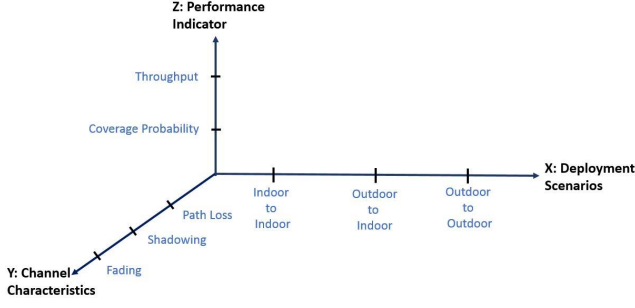 Z: Performance
Indicator
Throughput
Coverage Probability
X: Deployment
Scenarios
Indoor
to
Indoor
Outdoor
to
Indoor
Outdoor
to
Outdoor
Path Loss
Shadowing
Fading
Y: Channel
Characteristics